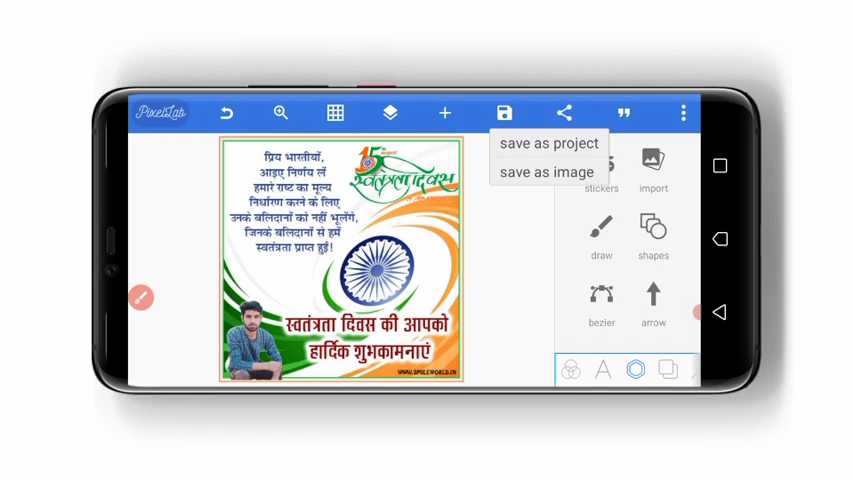 PixelLab
save as project
save as image
stickers
import
draw
shapes
bezier
arrow
प्रिय भारतीयों,
आइए निर्णय लें
हमारे राष्ट का मूल्य
निर्धारण करने के लिए
उनके बलिदानों को नहीं भूलेंगे,
जिनके बलिदानों से हमें
स्वतंत्रता प्राप्त हुई!
15
स्वतंत्रता दिवस
स्वतंत्रता दिवस की आपको
हार्दिक शुभकामनाएं
WWW.SMILEWORLD.IN